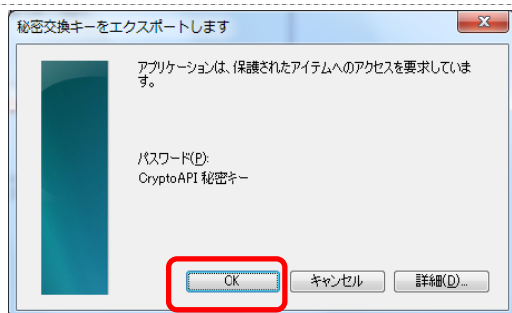 秘密交換キーをエクスポートします
アプリケーションは、保護されたアイテムへのアクセスを要求していま
す。
パスワード(P):
CryptoAPI 秘密キー
OK
キャンセル
詳細(D)...